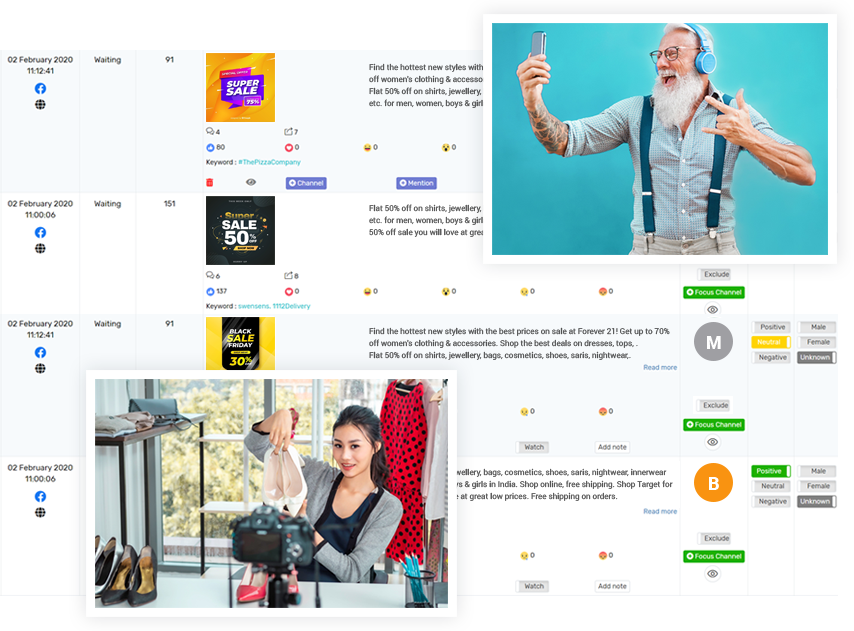 02 February 2020
11:12:41
Waiting
91
SPECIAL OFFER
SUPER
SALE
75%
Find the hottest new styles with
off women's clothing & accesso
Flat 50% off on shirts, jewellery,
etc. for men, women, boys & girl
4
7
80
0
0
0
Keyword : #ThePizzaCompany
Channel
Mention
02 February 2020
11:00:06
Waiting
151
Super
SALE
50%
OFF
SHOP NOW
Flat 50% off on shirts, jewellery,
etc. for men, women, boys & girl
50% off sale you will love at grea
6
8
137
0
0
0
0
0
Keyword : swensens, 1112Delivery
Exclude
Focus Channel
02 February 2020
11:12:41
Waiting
91
BLACK
SALE
FRIDAY
30%
Find the hottest new styles with the best prices on sale at Forever 21! Get up to 70%
off women's clothing & accessories. Shop the best deals on dresses, tops, .
Flat 50% off on shirts, jewelry, bags, cosmetics, shoes, saris, nightwear,.
Read more
M
Positive
Male
Neutral
Female
Negative
Unknown
0
0
Exclude
Focus Channel
Watch
Add note
02 February 2020
11:00:06
wellery, bags, cosmetics, shoes, saris, nightwear, innerwear
ys & girls in India. Shop online, free shipping. Shop Target for
e at great low prices. Free shipping on orders.
Read more
B
Positive
Male
Neutral
Female
Negative
Unknown
0
0
Exclude
Focus Channel
Watch
Add note